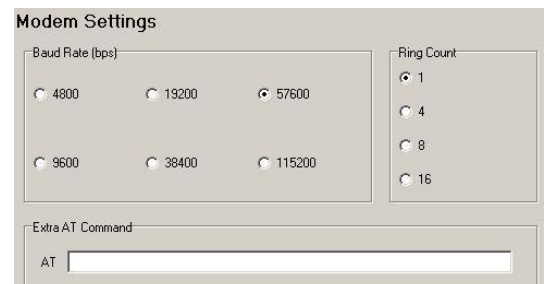 Modem Settings
Baud Rate (bps)
4800 19200 57600
9600 38400 115200
Ring Count
1
4
8
16
Extra AT Command
AT